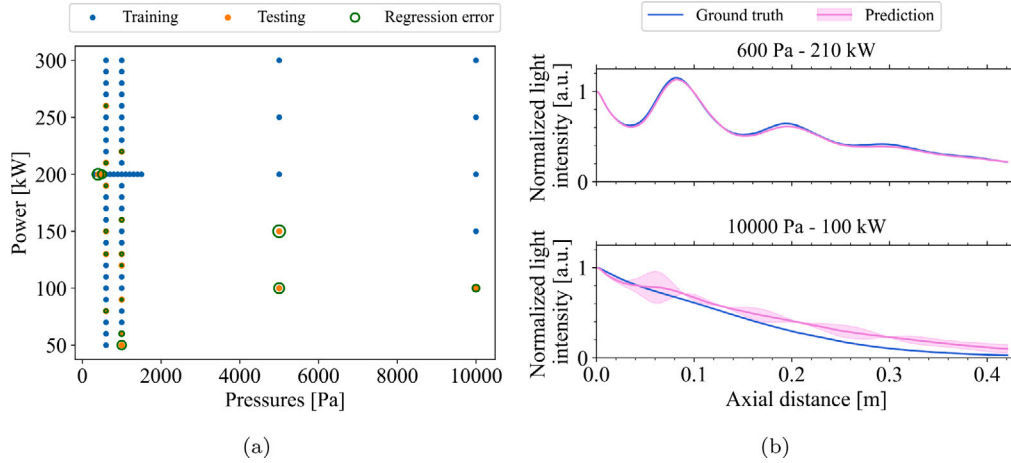 Training Testing Regression error
300
250
200
150
100
50
Power [kW]
0 2000 4000 6000 8000 10000
Pressures [Pa]
(a)
Ground truth Prediction
600 Pa - 210 kW
1
0
Normalized light
intensity [a.u.]
10000 Pa - 100 kW
1
0
Normalized light
intensity [a.u.]
0.0 0.1 0.2 0.3 0.4
Axial distance [m]
(b)